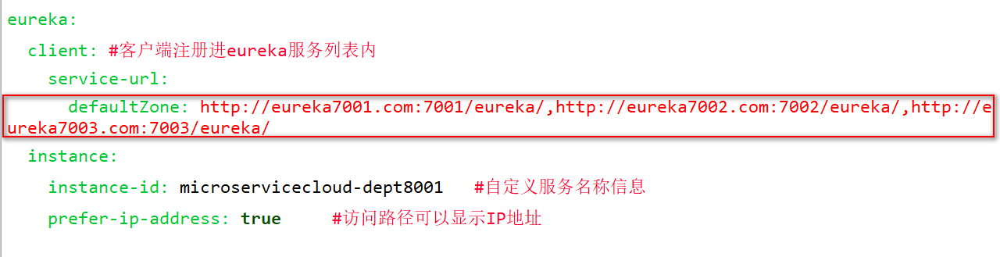 eureka:
client: #客户端注册进eureka服务列表内
service-url:
defaultZone: http://eureka7001.com:7001/eureka/,http://eureka7002.com:7002/eureka/,http://e
ureka7003.com:7003/eureka/
instance:
instance-id: microservicecloud-dept8001 #自定义服务名称信息
prefer-ip-address: true #访问路径可以显示IP地址